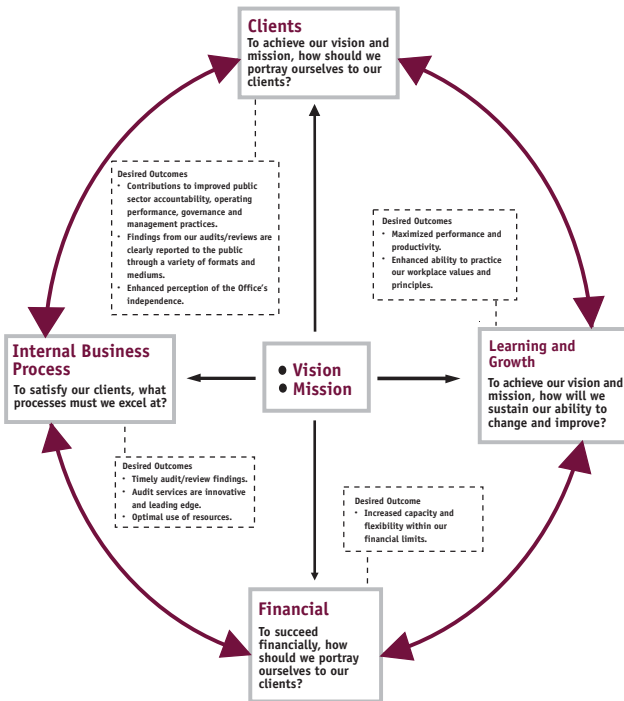 Clients
To achieve our vision and
mission, how should we
portray ourselves to our
clients?
Desired Outcomes
• Contributions to improved public
sector accountability, operating
performance, governance and
management practices.
• Findings from our audits/reviews are
clearly reported to the public
through a variety of formats and
mediums.
• Enhanced perception of the Office's
independence.
Desired Outcomes
• Maximized performance and
productivity.
• Enhanced ability to practice
our workplace values and
principles.
Internal Business
Process
To satisfy our clients, what
processes must we excel at?
• Vision
• Mission
Learning and
Growth
To achieve our vision and
mission, how will we
sustain our ability to
change and improve?
Desired Outcomes
• Timely audit/review findings.
• Audit services are innovative
and leading edge.
• Optimal use of resources.
Desired Outcome
• Increased capacity and
flexibility within our
financial limits.
Financial
To succeed
financially, how
should we portray
ourselves to our
clients?